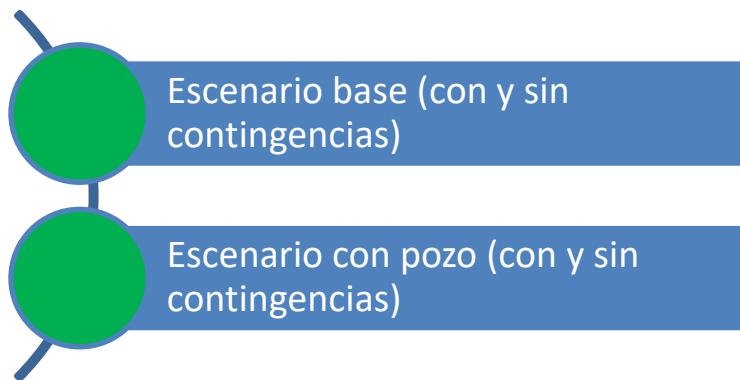 Escenario base (con y sin
contingencias)
Escenario con pozo (con y sin
contingencias)